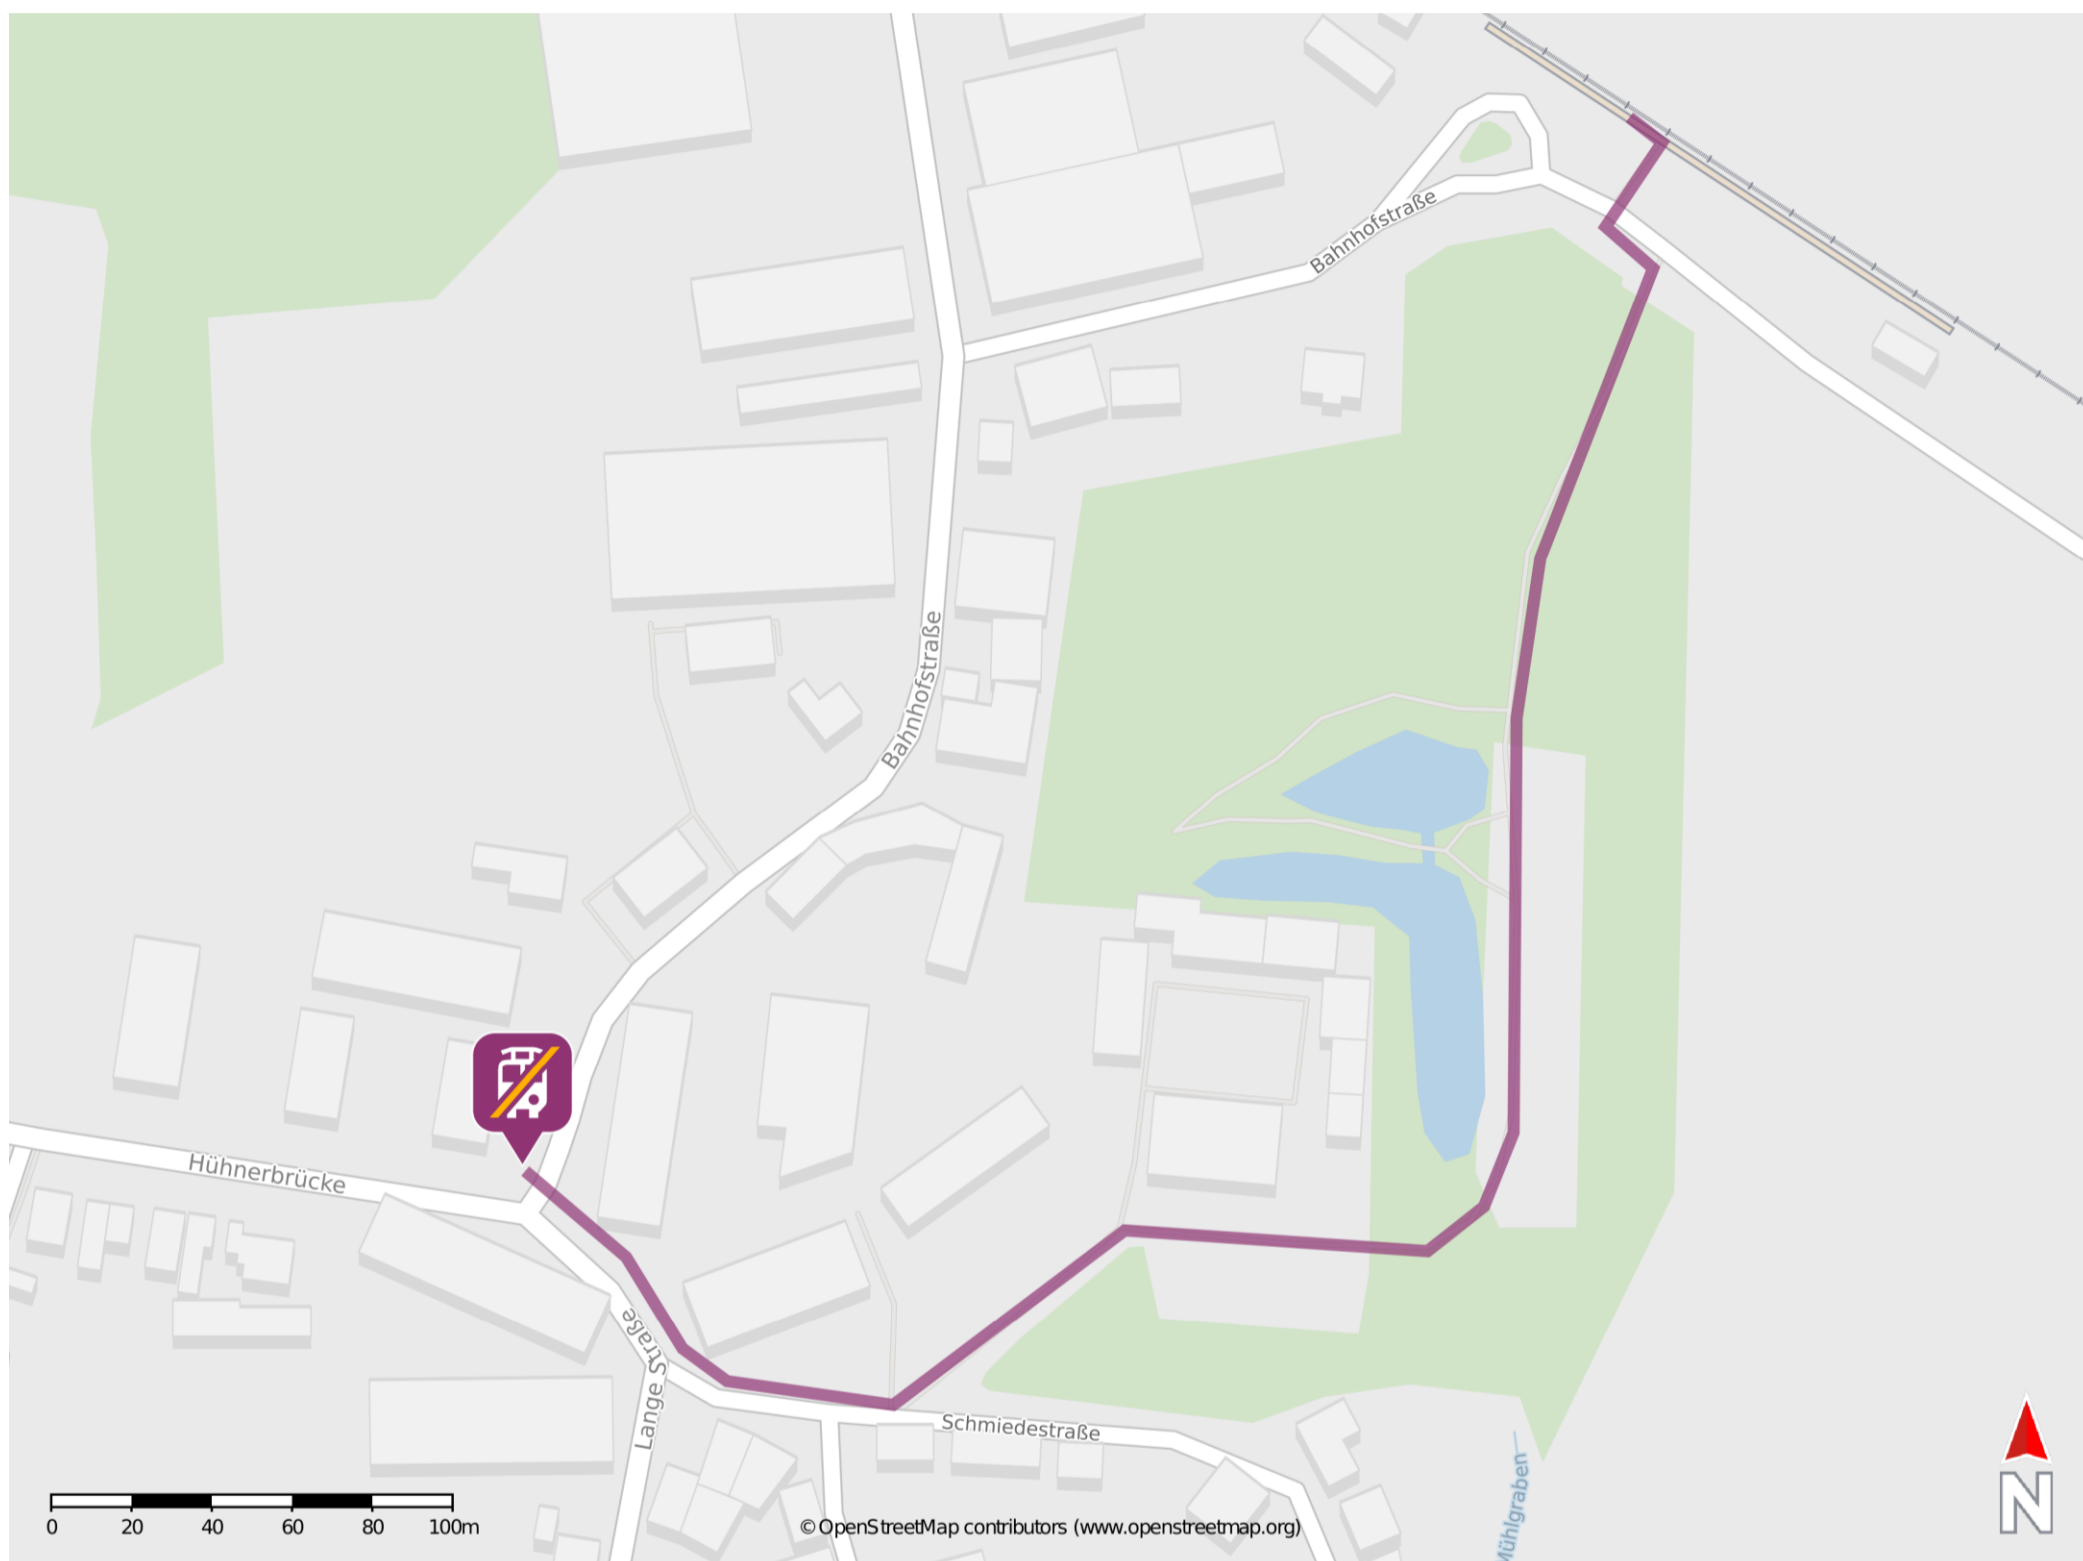 Bahnhofstraße
Bahnhofstraße
Hühnerbrücke
Lange Straße
Schmiedestraße
Mühlgraben
0 20 40 60 80 100m
© OpenStreetMap contributors (www.openstreetmap.org)
N